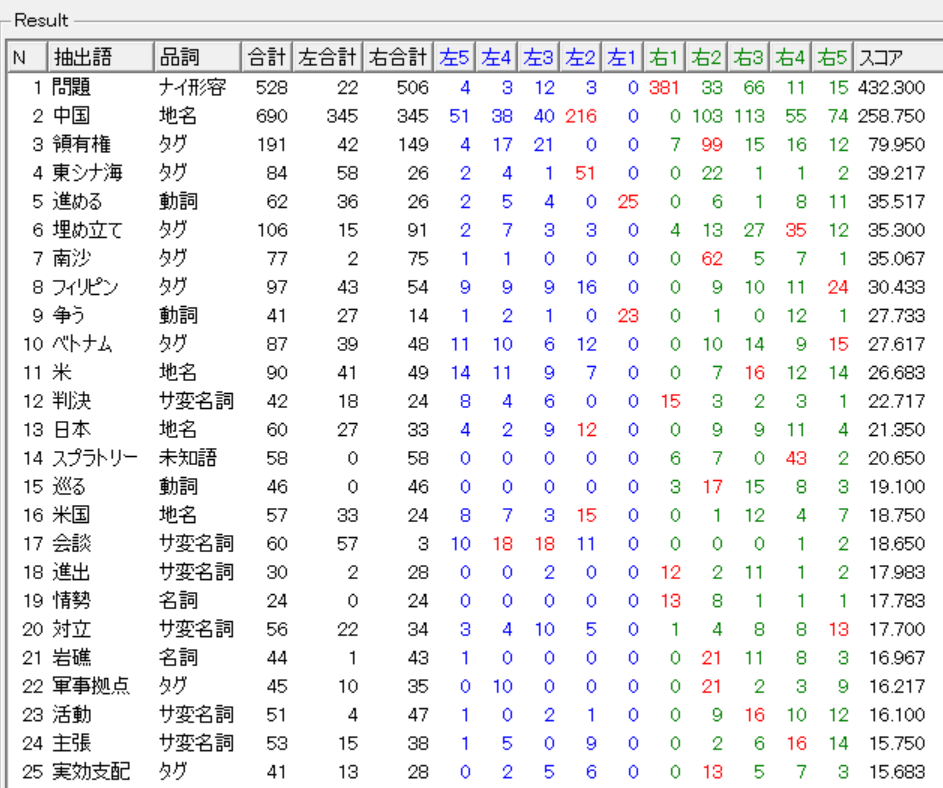 Result
N 抽出語 品詞 合計 左合計 右合計 左5 左4 左3 左2 左1 右1 右2 右3 右4 右5 スコア
1 問題 ナイ形容 528 22 506 4 3 12 3 0 381 33 66 11 15 432.300
2 中国 地名 690 345 345 51 38 40 216 0 0 103 113 55 74 258.750
3 領有権 タグ 191 42 149 4 17 21 0 0 7 99 15 16 12 79.950
4 東シナ海 タグ 84 58 26 2 4 1 51 0 0 22 1 1 2 39.217
5 進める 動詞 62 36 26 2 5 4 0 25 0 6 1 8 11 35.517
6 埋め立て タグ 106 15 91 2 7 3 3 0 4 13 27 35 12 35.300
7 南沙 タグ 77 2 75 1 1 0 0 0 0 62 5 7 1 35.067
8 フィリピン タグ 97 43 54 9 9 9 16 0 0 9 10 11 24 30.433
9 争う 動詞 41 27 14 1 2 1 0 23 0 1 0 12 1 27.733
10 ベトナム タグ 87 39 48 11 10 6 12 0 0 10 14 9 15 27.617
11 米 地名 90 41 49 14 11 9 7 0 0 7 16 12 14 26.683
12 判決 サ変名詞 42 18 24 8 4 6 0 0 15 3 2 3 1 22.717
13 日本 地名 60 27 33 4 2 9 12 0 0 9 9 11 4 21.350
14 スプラトリー 未知語 58 0 58 0 0 0 0 0 6 7 0 43 2 20.650
15 巡る 動詞 46 0 46 0 0 0 0 0 3 17 15 8 3 19.100
16 米国 地名 57 33 24 8 7 3 15 0 0 1 12 4 7 18.750
17 会談 サ変名詞 60 57 3 10 18 18 11 0 0 0 0 1 2 18.650
18 進出 サ変名詞 30 2 28 0 0 2 0 0 12 2 11 1 2 17.983
19 情勢 名詞 24 0 24 0 0 0 0 0 13 8 1 1 1 17.783
20 対立 サ変名詞 56 22 34 3 4 10 5 0 1 4 8 8 13 17.700
21 岩礁 名詞 44 1 43 1 0 0 0 0 0 21 11 8 3 16.967
22 軍事拠点 タグ 45 10 35 0 10 0 0 0 0 21 2 3 9 16.217
23 活動 サ変名詞 51 4 47 1 0 2 1 0 0 9 16 10 12 16.100
24 主張 サ変名詞 53 15 38 1 5 0 9 0 0 2 6 16 14 15.750
25 実効支配 タグ 41 13 28 0 2 5 6 0 0 13 5 7 3 15.683